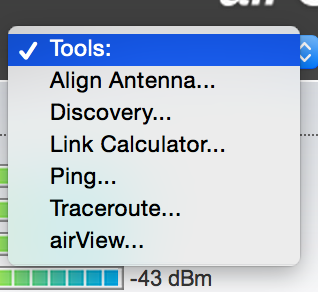 ✓ Tools:
Align Antenna...
Discovery...
Link Calculator...
Ping...
Traceroute...
airView...
-43 dBm